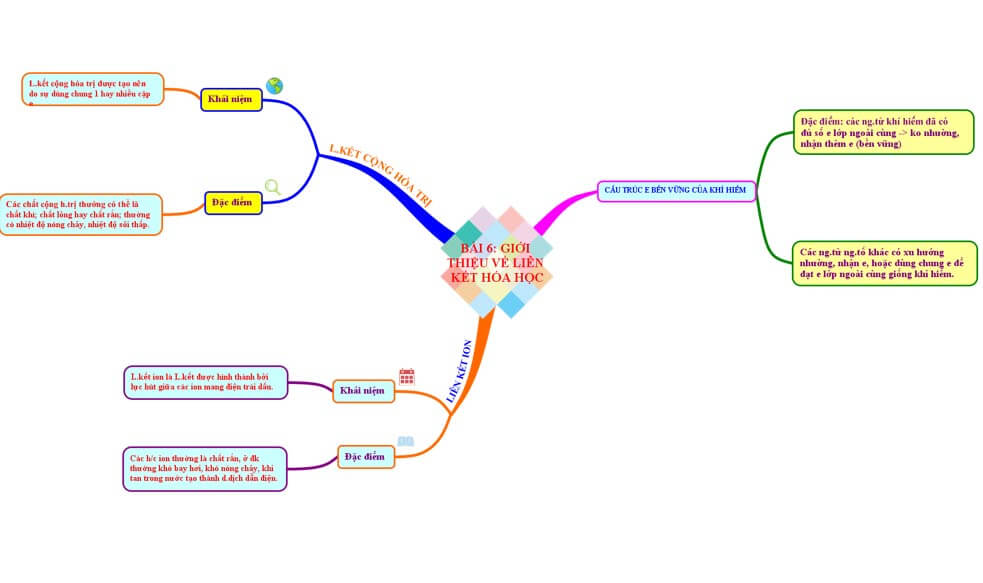 BÀI 6: GIỚI
THIỆU VỀ LIÊN
KẾT HÓA HỌC
CẤU TRÚC E BỀN VỮNG CỦA KHÍ HIẾM
Đặc điểm: các ng.tử khí hiếm đã có
đủ số e lớp ngoài cùng -> ko nhường,
nhận thêm e (bền vững)
Các ng.tử ng.tố khác có xu hướng
nhường, nhận e, hoặc dùng chung e để
đạt e lớp ngoài cùng giống khí hiếm.
LIÊN KẾT ION
Khái niệm
L.kết ion là L.kết được hình thành bởi
lực hút giữa các ion mang điện trái dấu.
Đặc điểm
Các h/c ion thường là chất rắn, ở đk
thường khó bay hơi, khó nóng chảy, khi
tan trong nước tạo thành d.dịch dẫn điện.
L.KẾT CỘNG HÓA TRỊ
Khái niệm
L.kết cộng hóa trị được tạo nên
do sự dùng chung 1 hay nhiều cặp
e
Đặc điểm
Các chất cộng h.trị thường có thể là
chất khí; chất lỏng hay chất rắn; thường
có nhiệt độ nóng chảy, nhiệt độ sôi thấp.